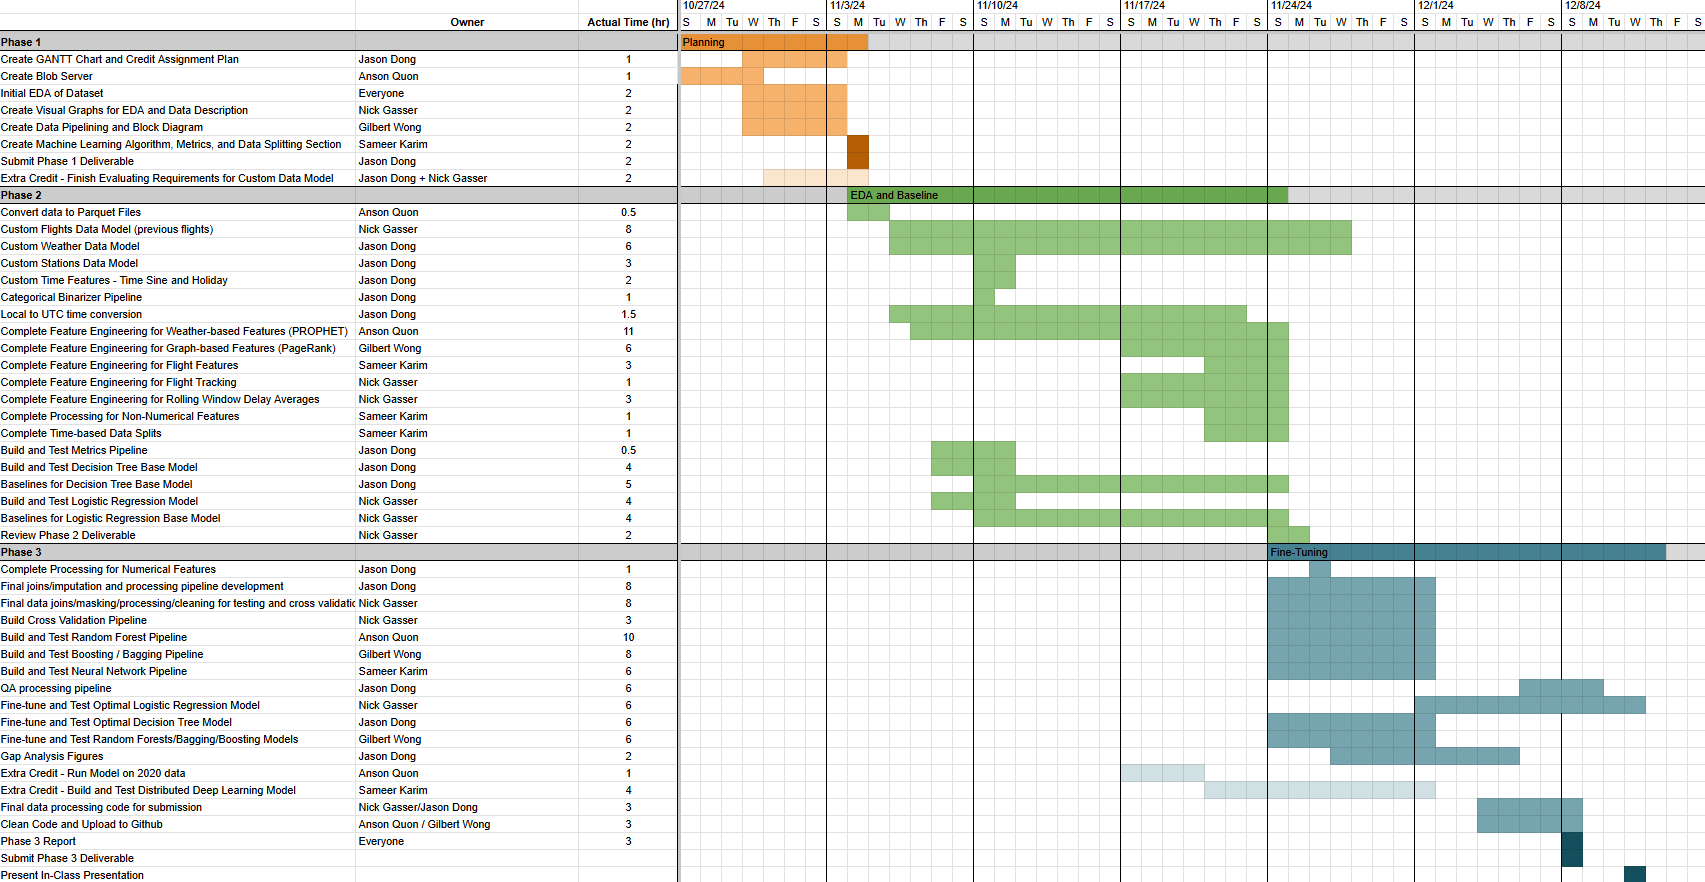 10/27/24 11/3/24 11/10/24 11/17/24 11/24/24 12/1/24 12/8/24
Owner Actual Time (hr) S M Tu W Th F S S M Tu W Th F S S M Tu W Th F S S M Tu W Th F S S M Tu W Th F S S M Tu W Th F S S M Tu W Th F S
Phase 1 Planning
Create GANTT Chart and Credit Assignment Plan Jason Dong 1
Create Blob Server Anson Quon 1
Initial EDA of Dataset Everyone 2
Create Visual Graphs for EDA and Data Description Nick Gasser 2
Create Data Pipelining and Block Diagram Gilbert Wong 2
Create Machine Learning Algorithm, Metrics, and Data Splitting Section Sameer Karim 2
Submit Phase 1 Deliverable Jason Dong 2
Extra Credit - Finish Evaluating Requirements for Custom Data Model Jason Dong + Nick Gasser 2
Phase 2 EDA and Baseline
Convert data to Parquet Files Anson Quon 0.5
Custom Flights Data Model (previous flights) Nick Gasser 8
Custom Weather Data Model Jason Dong 6
Custom Stations Data Model Jason Dong 3
Custom Time Features - Time Sine and Holiday Jason Dong 2
Categorical Binarizer Pipeline Jason Dong 1
Local to UTC time conversion Jason Dong 1.5
Complete Feature Engineering for Weather-based Features (PROPHET) Anson Quon 11
Complete Feature Engineering for Graph-based Features (PageRank) Gilbert Wong 6
Complete Feature Engineering for Flight Features Sameer Karim 3
Complete Feature Engineering for Flight Tracking Nick Gasser 1
Complete Feature Engineering for Rolling Window Delay Averages Nick Gasser 3
Complete Processing for Non-Numerical Features Sameer Karim 1
Complete Time-based Data Splits Sameer Karim 1
Build and Test Metrics Pipeline Jason Dong 0.5
Build and Test Decision Tree Base Model Jason Dong 4
Baselines for Decision Tree Base Model Jason Dong 5
Build and Test Logistic Regression Model Nick Gasser 4
Baselines for Logistic Regression Base Model Nick Gasser 4
Review Phase 2 Deliverable Nick Gasser 2
Phase 3 Fine-Tuning
Complete Processing for Numerical Features Jason Dong 1
Final joins/imputation and processing pipeline development Jason Dong 8
Final data joins/masking/processing/cleaning for testing and cross validatic Nick Gasser 8
Build Cross Validation Pipeline Nick Gasser 3
Build and Test Random Forest Pipeline Anson Quon 10
Build and Test Boosting / Bagging Pipeline Gilbert Wong 8
Build and Test Neural Network Pipeline Sameer Karim 6
QA processing pipeline Jason Dong 6
Fine-tune and Test Optimal Logistic Regression Model Nick Gasser 6
Fine-tune and Test Optimal Decision Tree Model Jason Dong 6
Fine-tune and Test Random Forests/Bagging/Boosting Models Gilbert Wong 6
Gap Analysis Figures Jason Dong 2
Extra Credit - Run Model on 2020 data Anson Quon 1
Extra Credit - Build and Test Distributed Deep Learning Model Sameer Karim 4
Final data processing code for submission Nick Gasser/Jason Dong 3
Clean Code and Upload to Github Anson Quon / Gilbert Wong 3
Phase 3 Report Everyone 3
Submit Phase 3 Deliverable
Present In-Class Presentation